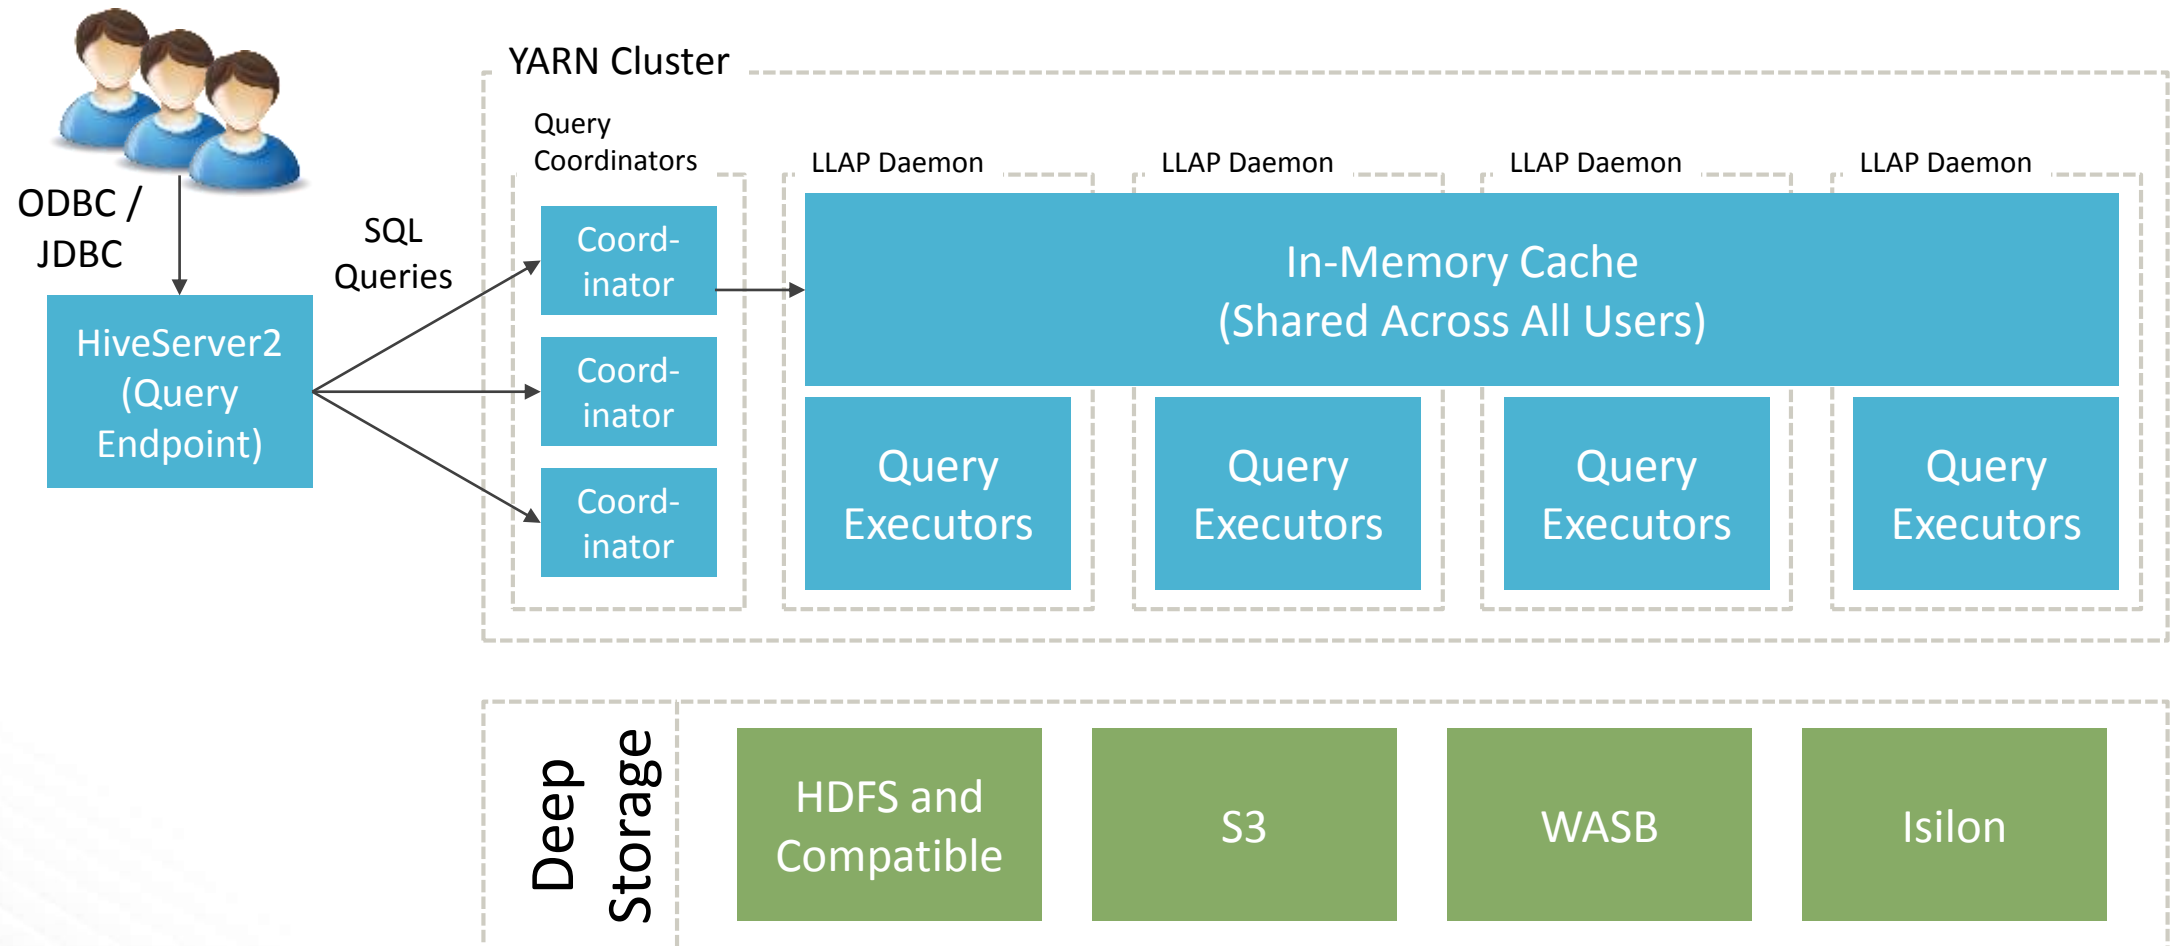 YARN Cluster
ODBC /
JDBC
HiveServer2
(Query
Endpoint)
SQL
Queries
Query
Coordinators
Coord-
inator
Coord-
inator
Coord-
inator
LLAP Daemon
LLAP Daemon
LLAP Daemon
LLAP Daemon
In-Memory Cache
(Shared Across All Users)
Query
Executors
Query
Executors
Query
Executors
Query
Executors
Deep
Storage
HDFS and
Compatible
S3
WASB
Isilon